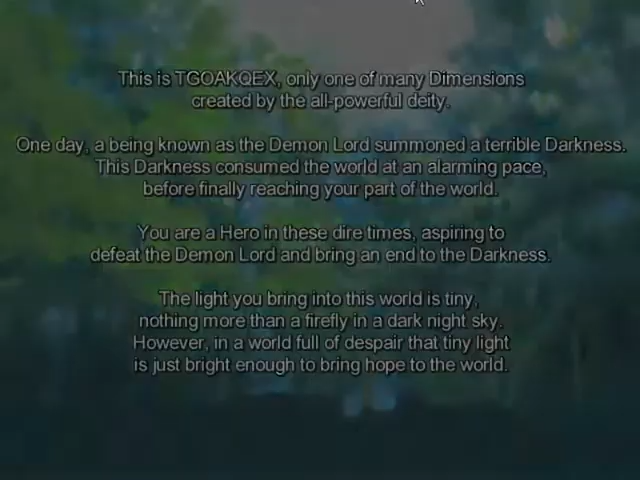 This is TGOAKQEX, only one of many Dimensions
created by the all-powerful deity.
One day, a being known as the Demon Lord summoned a terrible Darkness.
This Darkness consumed the world at an alarming pace,
before finally reaching your part of the world.
You are a Hero in these dire times, aspiring to
defeat the Demon Lord and bring an end to the Darkness.
The light you bring into this world is tiny,
nothing more than a firefly in a dark night sky.
However, in a world full of despair that tiny light
is just bright enough to bring hope to the world.